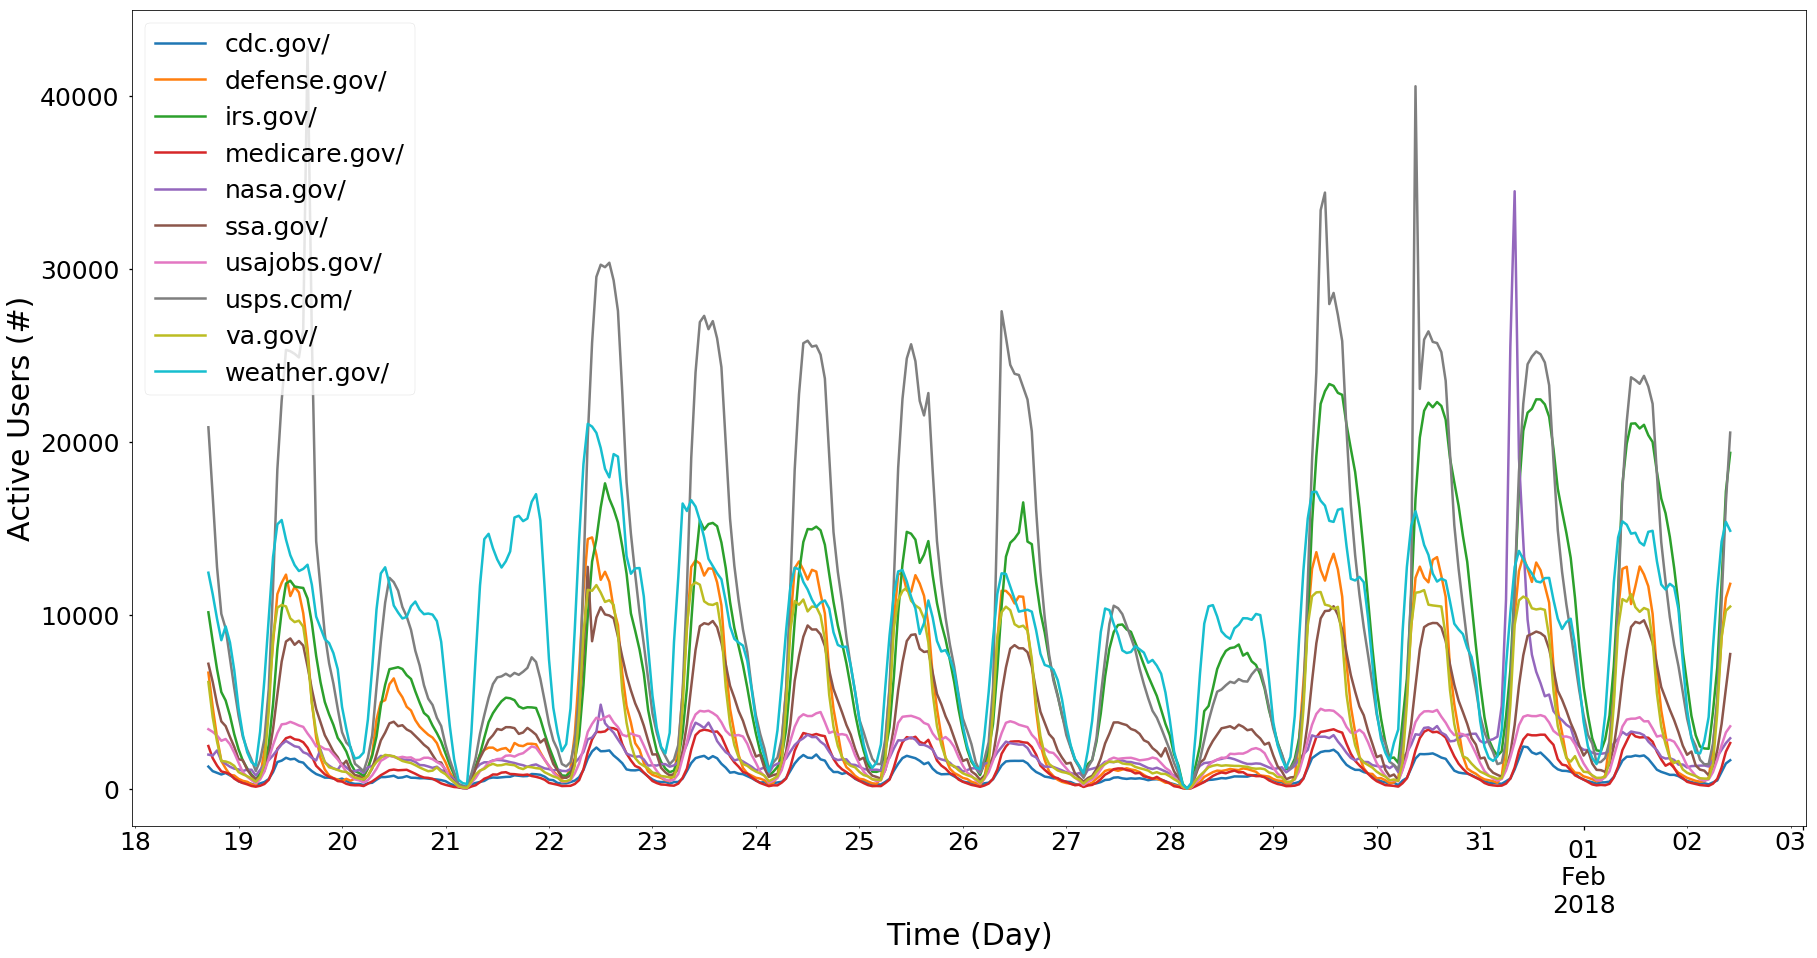 cdc.gov/
defense.gov/
irs.gov/
medicare.gov/
nasa.gov/
ssa.gov/
usajobs.gov/
usps.com/
va.gov/
weather.gov/
Active Users (#)
40000
30000
20000
10000
0
18 19 20 21 22 23 24 25 26 27 28 29 30 31 01 02 03
Feb
2018
Time (Day)